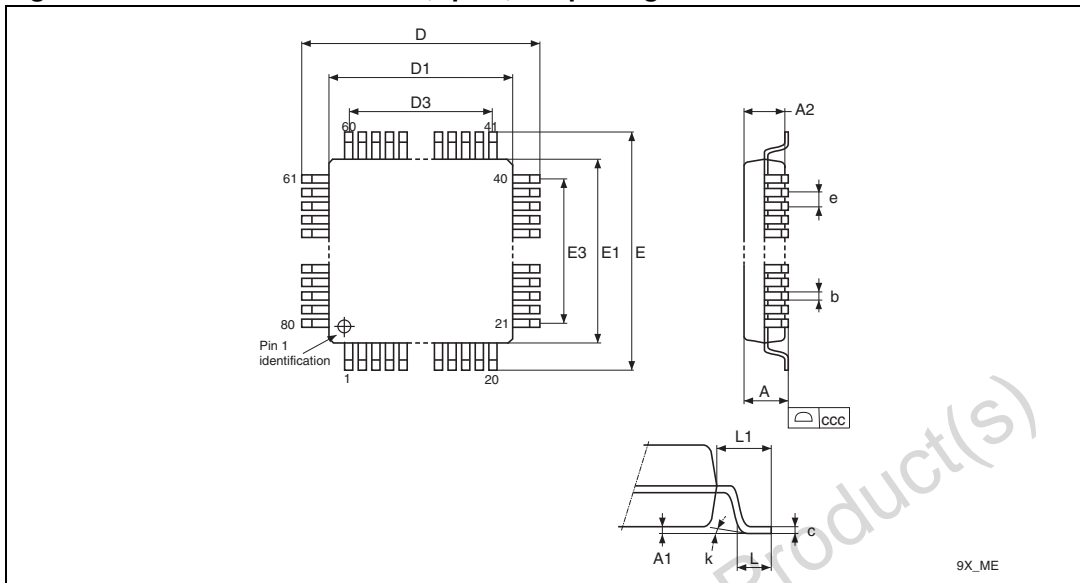 D
D1
A2
D3
60
41
61
40
e
E3
E1
E
b
80
21
Pin 1
identification
1
20
A
ccc
L1
c
A1
k
L
Product(s)
9X_ME